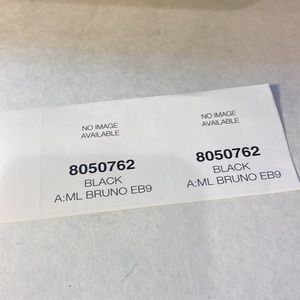 NO IMAGE
AVAILABLE
8050762
BLACK
A:ML BRUNO EB9
NO IMAGE
AVAILABLE
8050762
BLACK
A:ML BRUNO EB9